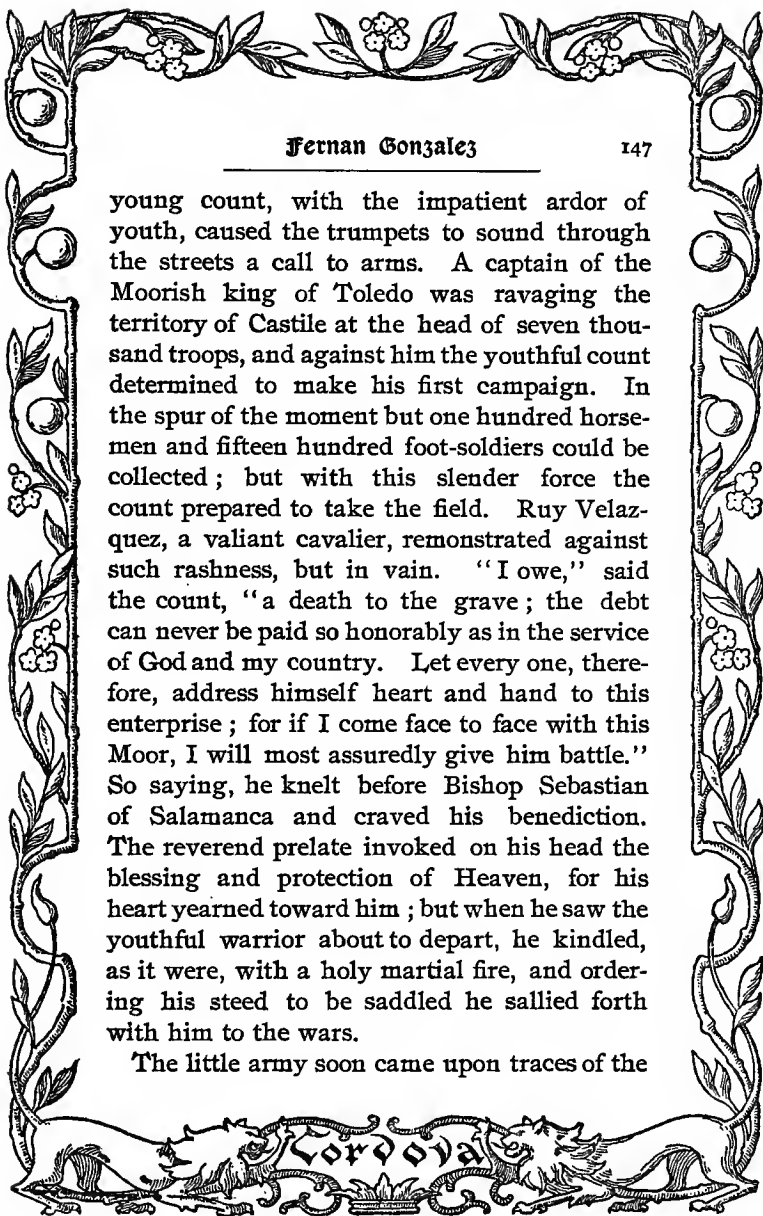 Fernan Gonzalez 147
young count, with the impatient ardor of
youth, caused the trumpets to sound through
the streets a call to arms. A captain of the
Moorish king of Toledo was ravaging the
territory of Castile at the head of seven thou-
sand troops, and against him the youthful count
determined to make his first campaign. In
the spur of the moment but one hundred horse-
men and fifteen hundred foot-soldiers could be
collected; but with this slender force the
count prepared to take the field. Ruy Velaz-
quez, a valiant cavalier, remonstrated against
such rashness, but in vain. "I owe," said
the count, "a death to the grave; the debt
can never be paid so honorably as in the service
of God and my country. Let every one, there-
fore, address himself heart and hand to this
enterprise; for if I come face to face with this
Moor, I will most assuredly give him battle."
So saying, he knelt before Bishop Sebastian
of Salamanca and craved his benediction.
The reverend prelate invoked on his head the
blessing and protection of Heaven, for his
heart yearned toward him; but when he saw the
youthful warrior about to depart, he kindled,
as it were, with a holy martial fire, and order-
ing his steed to be saddled he sallied forth
with him to the wars.
The little army soon came upon traces of the
Cordova